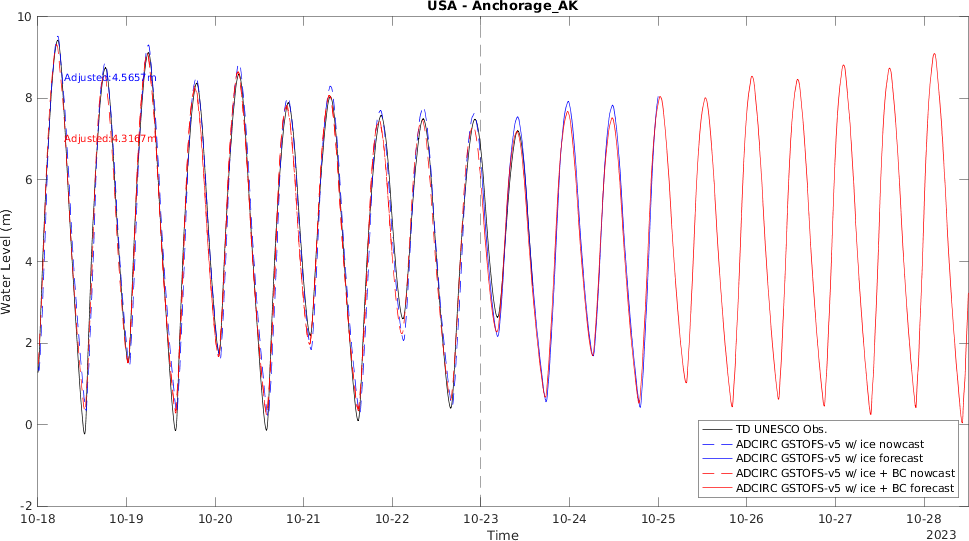 USA - Anchorage_AK
Water Level (m)
10
8
6
4
2
0
-2
Adjusted:4.5657m
Adjusted:4.3167m
TD UNESCO Obs.
ADCIRC GSTOFS-v5 w/ ice nowcast
ADCIRC GSTOFS-v5 w/ ice forecast
ADCIRC GSTOFS-v5 w/ ice + BC nowcast
ADCIRC GSTOFS-v5 w/ ice + BC forecast
10-18 10-19 10-20 10-21 10-22 10-23 10-24 10-25 10-26 10-27 10-28
Time
2023